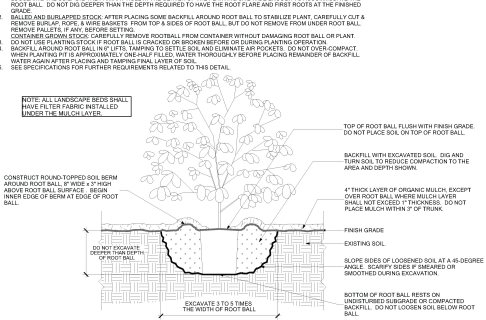 ROOT BALL. DO NOT DIG DEEPER THAN THE DEPTH REQUIRED TO HAVE THE ROOT FLARE AND FIRST ROOTS AT THE FINISHED
GRADE.
BALLED AND BURLAPPED STOCK: AFTER PLACING SOME BACKFILL AROUND ROOT BALL TO STABILIZE PLANT, CAREFULLY CUT &
REMOVE BURLAP, ROPE, & WIRE BASKETS FROM TOP & SIDES OF ROOT BALL, BUT DO NOT REMOVE FROM UNDER ROOT BALL.
REMOVE PALLETS, IF ANY, BEFORE SETTING.
CONTAINER GROWN STOCK: CAREFULLY REMOVE ROOTBALL FROM CONTAINER WITHOUT DAMAGING ROOT BALL OR PLANT.
DO NOT USE PLANTING STOCK IF ROOT BALL IS CRACKED OR BROKEN BEFORE OR DURING PLANTING OPERATION.
BACKFILL AROUND ROOT BALL IN 6" LIFTS, TAMPING TO SETTLE SOIL AND ELIMINATE AIR POCKETS. DO NOT OVER-COMPACT.
WHEN PLANTING PIT IS APPROXIMATELY ONE-HALF FILLED, WATER THOROUGHLY BEFORE PLACING REMAINDER OF BACKFILL.
WATER AGAIN AFTER PLACING AND TAMPING FINAL LAYER OF SOIL.
SEE SPECIFICATIONS FOR FURTHER REQUIREMENTS RELATED TO THIS DETAIL.
NOTE: ALL LANDSCAPE BEDS SHALL
HAVE FILTER FABRIC INSTALLED
UNDER THE MULCH LAYER.
TOP OF ROOT BALL FLUSH WITH FINISH GRADE.
DO NOT PLACE SOIL ON TOP OF ROOT BALL.
BACKFILL WITH EXCAVATED SOIL. DIG AND
TURN SOIL TO REDUCE COMPACTION TO THE
AREA AND DEPTH SHOWN.
CONSTRUCT ROUND-TOPPED SOIL BERM
AROUND ROOT BALL, 8" WIDE x 3" HIGH
ABOVE ROOT BALL SURFACE . BEGIN
INNER EDGE OF BERM AT EDGE OF ROOT
BALL.
4" THICK LAYER OF ORGANIC MULCH, EXCEPT
OVER ROOT BALL WHERE MULCH LAYER
SHALL NOT EXCEED 1" THICKNESS. DO NOT
PLACE MULCH WITHIN 3" OF TRUNK.
FINISH GRADE
EXISTING SOIL.
DO NOT EXCAVATE
DEEPER THAN DEPTH
OF ROOT BALL
SLOPE SIDES OF LOOSENED SOIL AT A 45-DEGREE
ANGLE. SCARIFY SIDES IF SMEARED OR
SMOOTHED DURING EXCAVATION.
EXCAVATE 3 TO 5 TIMES
THE WIDTH OF ROOT BALL
BOTTOM OF ROOT BALL RESTS ON
UNDISTURBED SUBGRADE OR COMPACTED
BACKFILL. DO NOT LOOSEN SOIL BELOW ROOT
BALL.